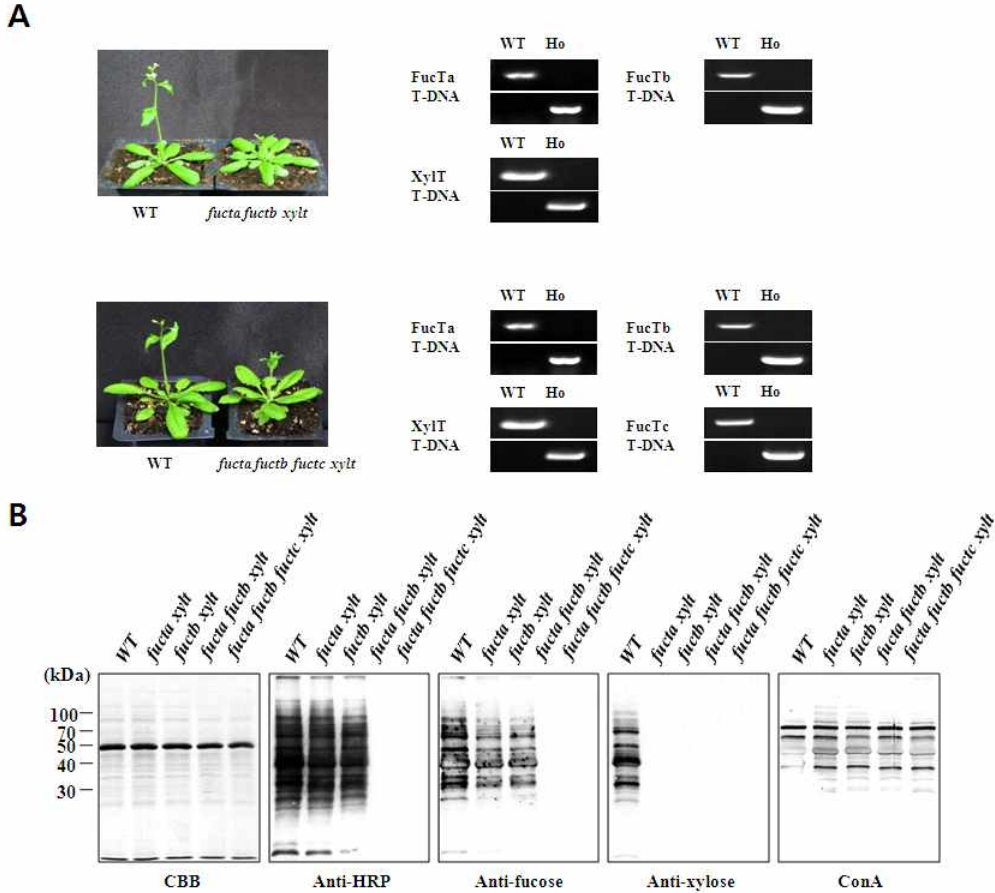 A
WT Ho
FucTa
T-DNA
WT Ho
FucTb
T-DNA
WT Ho
XylT
T-DNA
WT fucta fuctb xylt
WT Ho
FucTa
T-DNA
WT Ho
FucTb
T-DNA
WT Ho
XylT
T-DNA
WT Ho
FucTc
T-DNA
WT fucta fuctb fuctc xylt
B
WT
fucta xylt
fuctb xylt
fucta fuctb xylt
fucta fuctb fuctc xylt
WT
fucta xylt
fuctb xylt
fucta fuctb xylt
fucta fuctb fuctc xylt
WT
fucta xylt
fuctb xylt
fucta fuctb xylt
fucta fuctb fuctc xylt
WT
fucta xylt
fuctb xylt
fucta fuctb xylt
fucta fuctb fuctc xylt
WT
fucta xylt
fuctb xylt
fucta fuctb xylt
fucta fuctb fuctc xylt
(kDa)
100
70
50
40
30
CBB
Anti-HRP
Anti-fucose
Anti-xylose
ConA